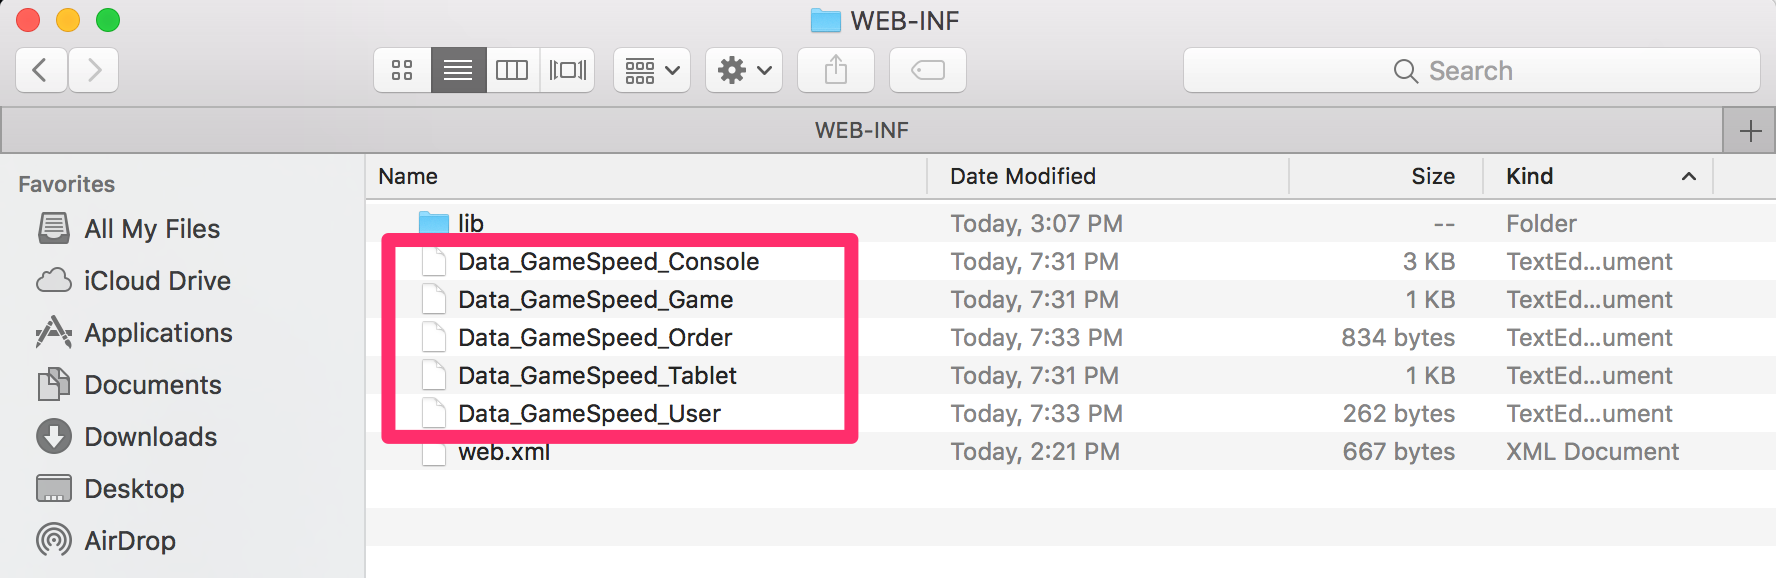 WEB-INF
Search
WEB-INF
Favorites
All My Files
iCloud Drive
Applications
Documents
Downloads
Desktop
AirDrop
Name Date Modified Size Kind
lib Today, 3:07 PM -- Folder
Data_GameSpeed_Console Today, 7:31 PM 3 KB TextEd...ument
Data_GameSpeed_Game Today, 7:31 PM 1 KB TextEd...ument
Data_GameSpeed_Order Today, 7:33 PM 834 bytes TextEd...ument
Data_GameSpeed_Tablet Today, 7:31 PM 1 KB TextEd...ument
Data_GameSpeed_User Today, 7:33 PM 262 bytes TextEd...ument
web.xml Today, 2:21 PM 667 bytes XML Document